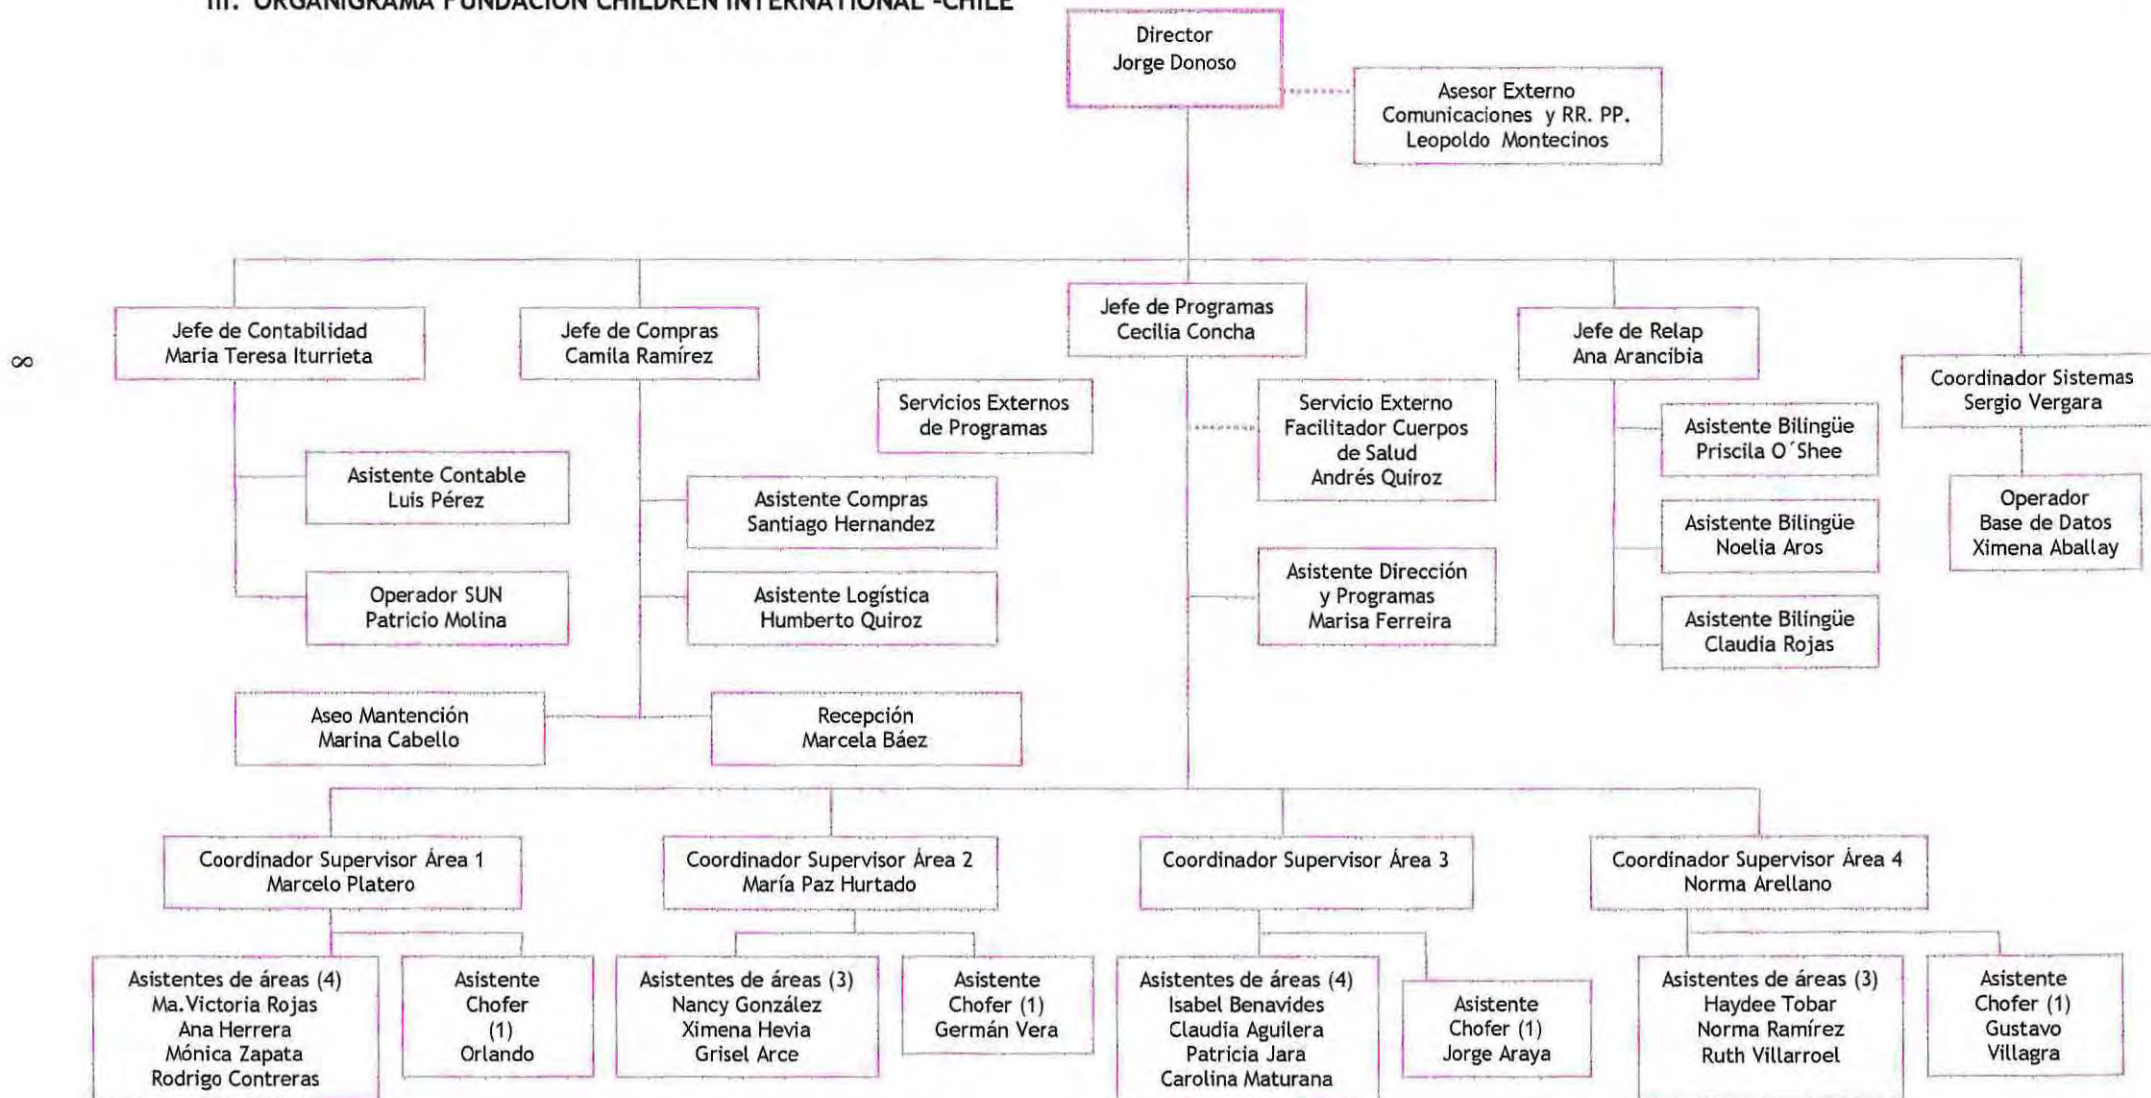 III. ORGANIGRAMA FUNDACION CHILDREN INTERNATIONAL -CHILE
Director
Jorge Donoso
Asesor Externo
Comunicaciones y RR. PP.
Leopoldo Montecinos
Jefe de Contabilidad
Maria Teresa Iturrieta
Jefe de Compras
Camila Ramírez
Jefe de Programas
Cecilia Concha
Jefe de Relap
Ana Arancibia
Coordinador Sistemas
Sergio Vergara
8
Servicios Externos
de Programas
Servicio Externo
Facilitador Cuerpos
de Salud
Andrés Quiroz
Asistente Bilingüe
Priscila O´Shee
Asistente Contable
Luis Pérez
Asistente Compras
Santiago Hernandez
Operador
Base de Datos
Ximena Aballay
Asistente Bilingüe
Noelia Aros
Operador SUN
Patricio Molina
Asistente Logística
Humberto Quiroz
Asistente Dirección
y Programas
Marisa Ferreira
Asistente Bilingüe
Claudia Rojas
Aseo Mantención
Marina Cabello
Recepción
Marcela Báez
Coordinador Supervisor Área 1
Marcelo Platero
Coordinador Supervisor Área 2
María Paz Hurtado
Coordinador Supervisor Área 3
Coordinador Supervisor Área 4
Norma Arellano
Asistentes de áreas (4)
Ma.Victoria Rojas
Ana Herrera
Mónica Zapata
Rodrigo Contreras
Asistente
Chofer
(1)
Orlando
Asistentes de áreas (3)
Nancy González
Ximena Hevia
Grisel Arce
Asistente
Chofer (1)
Germán Vera
Asistentes de áreas (4)
Isabel Benavides
Claudia Aguilera
Patricia Jara
Carolina Maturana
Asistente
Chofer (1)
Jorge Araya
Asistentes de áreas (3)
Haydee Tobar
Norma Ramírez
Ruth Villarroel
Asistente
Chofer (1)
Gustavo
Villagra